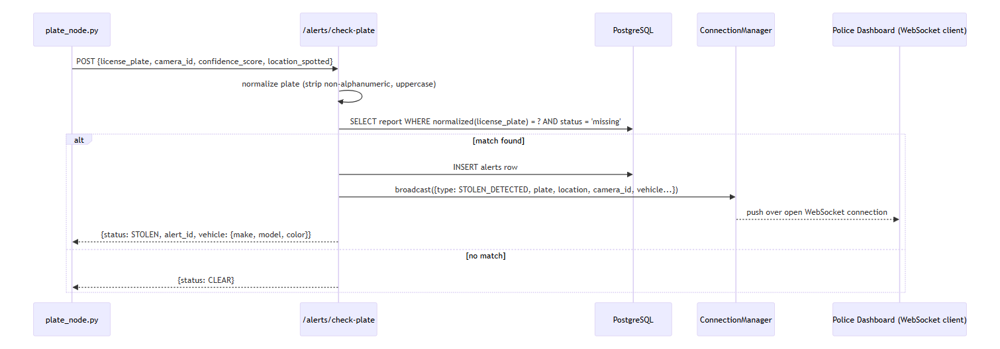 plate_node.py
/alerts/check-plate
PostgreSQL
ConnectionManager
Police Dashboard (WebSocket client)
POST {license_plate, camera_id, confidence_score, location_spotted}
normalize plate (strip non-alphanumeric, uppercase)
SELECT report WHERE normalized(license_plate) = ? AND status = 'missing'
alt
[match found]
INSERT alerts row
broadcast({type: STOLEN_DETECTED, plate, location, camera_id, vehicle...})
push over open WebSocket connection
{status: STOLEN, alert_id, vehicle: {make, model, color}}
[no match]
{status: CLEAR}
plate_node.py
/alerts/check-plate
PostgreSQL
ConnectionManager
Police Dashboard (WebSocket client)